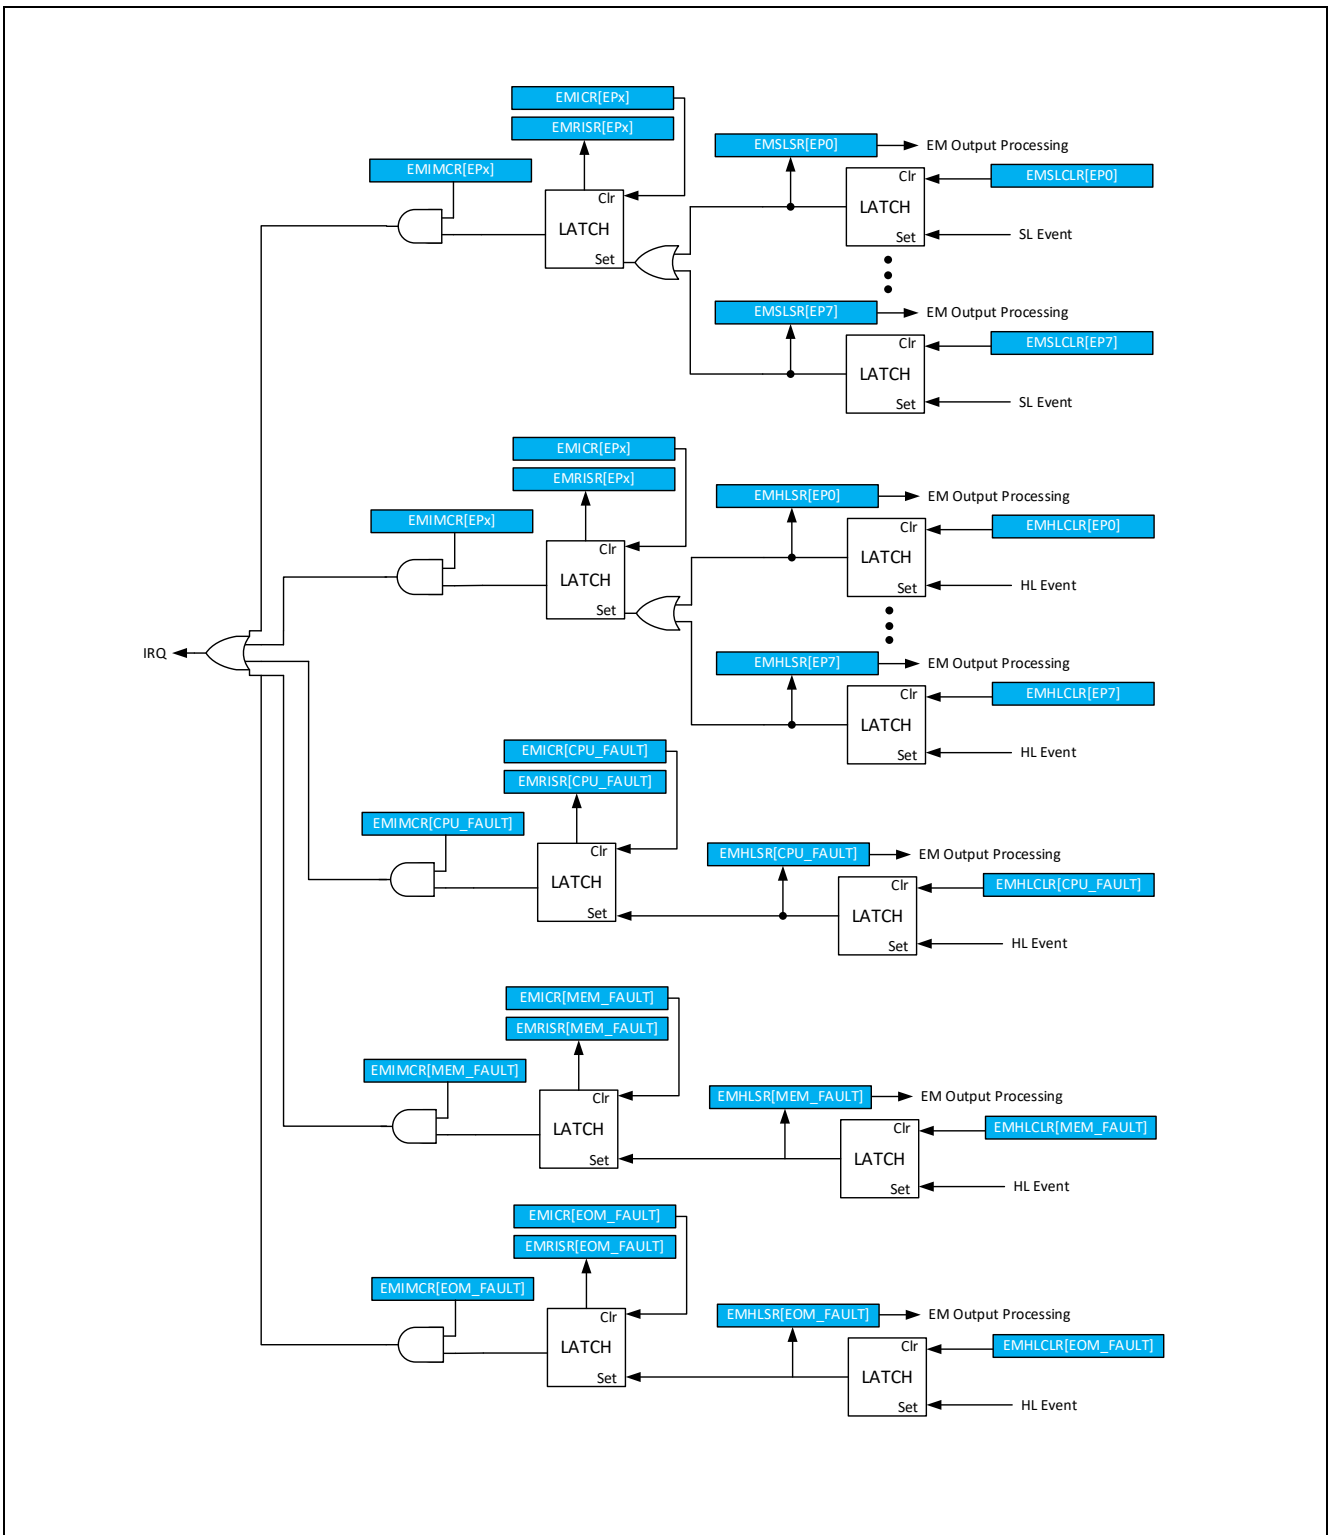 EMICR[EPx]
EMRISR[EPx]
EMIMCR[EPx]
Clr
LATCH
Set
EMSLSR[EP0]
EM Output Processing
Clr
EMSLCLR[EP0]
LATCH
Set
SL Event
EMSLSR[EP7]
EM Output Processing
Clr
EMSLCLR[EP7]
LATCH
Set
SL Event
EMICR[EPx]
EMRISR[EPx]
EMIMCR[EPx]
Clr
LATCH
Set
EMHLSR[EP0]
EM Output Processing
Clr
EMHLCLR[EP0]
LATCH
Set
HL Event
IRQ
EMHLSR[EP7]
EM Output Processing
Clr
EMHLCLR[EP7]
LATCH
Set
HL Event
EMICR[CPU_FAULT]
EMRISR[CPU_FAULT]
EMIMCR[CPU_FAULT]
Clr
LATCH
Set
EMHLSR[CPU_FAULT]
EM Output Processing
Clr
EMHLCLR[CPU_FAULT]
LATCH
Set
HL Event
EMICR[MEM_FAULT]
EMRISR[MEM_FAULT]
EMIMCR[MEM_FAULT]
Clr
LATCH
Set
EMHLSR[MEM_FAULT]
EM Output Processing
Clr
EMHLCLR[MEM_FAULT]
LATCH
Set
HL Event
EMICR[EOM_FAULT]
EMRISR[EOM_FAULT]
EMIMCR[EOM_FAULT]
Clr
LATCH
Set
EMHLSR[EOM_FAULT]
EM Output Processing
Clr
EMHLCLR[EOM_FAULT]
LATCH
Set
HL Event